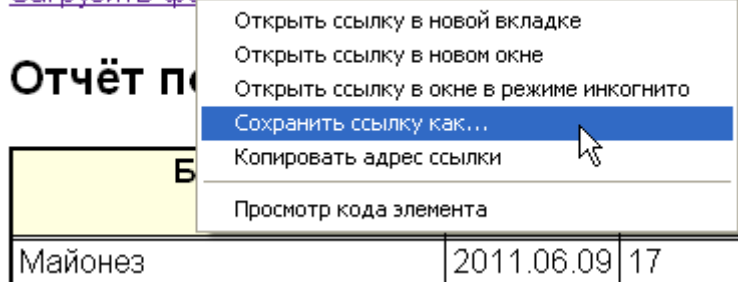 Открыть ссылку в новой вкладке
Открыть ссылку в новом окне
Отчёт
Открыть ссылку в окне в режиме инкогнито
Сохранить ссылку как...
Копировать адрес ссылки
Просмотр кода элемента
Майонез 2011.06.09 17